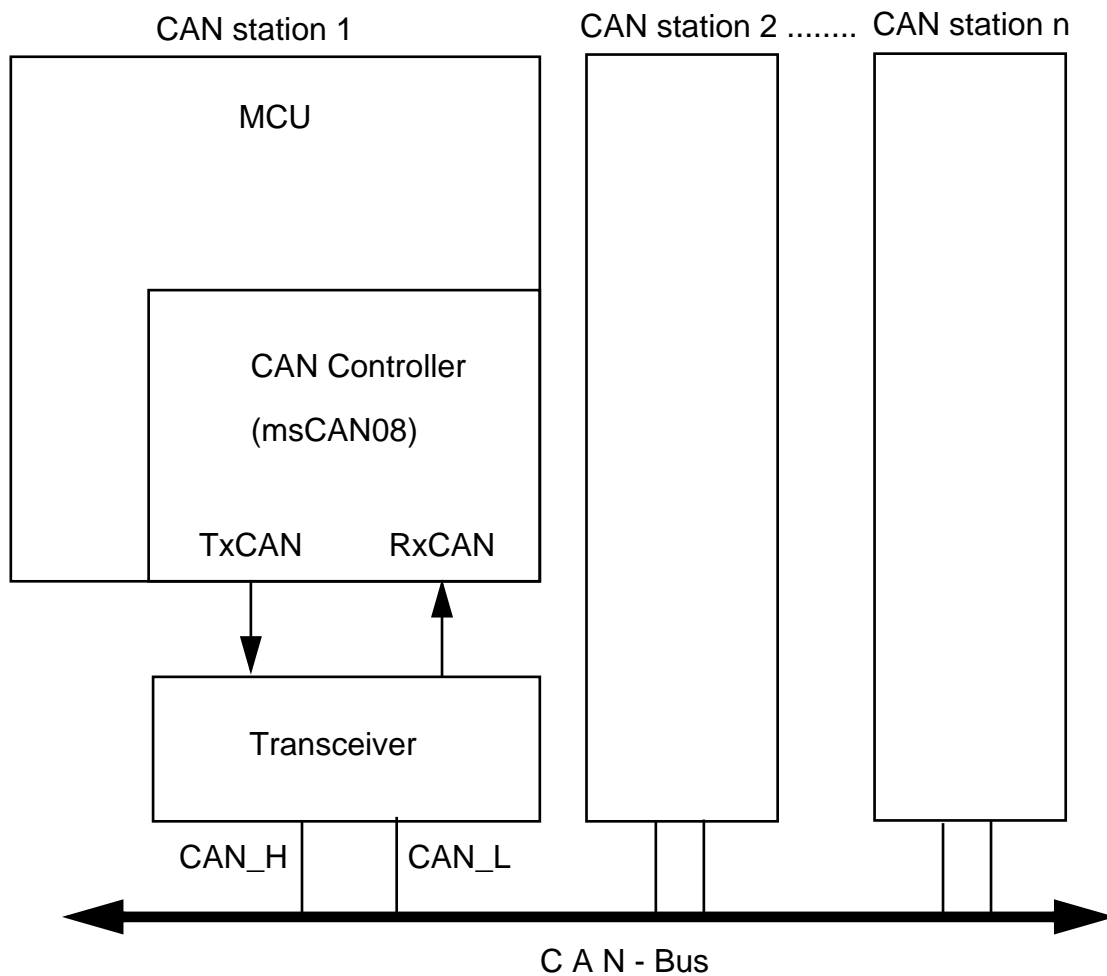 CAN station 1
CAN station 2 ........ CAN station n
MCU
CAN Controller
(msCAN08)
TxCAN
RxCAN
Transceiver
CAN_H
CAN_L
C A N - Bus